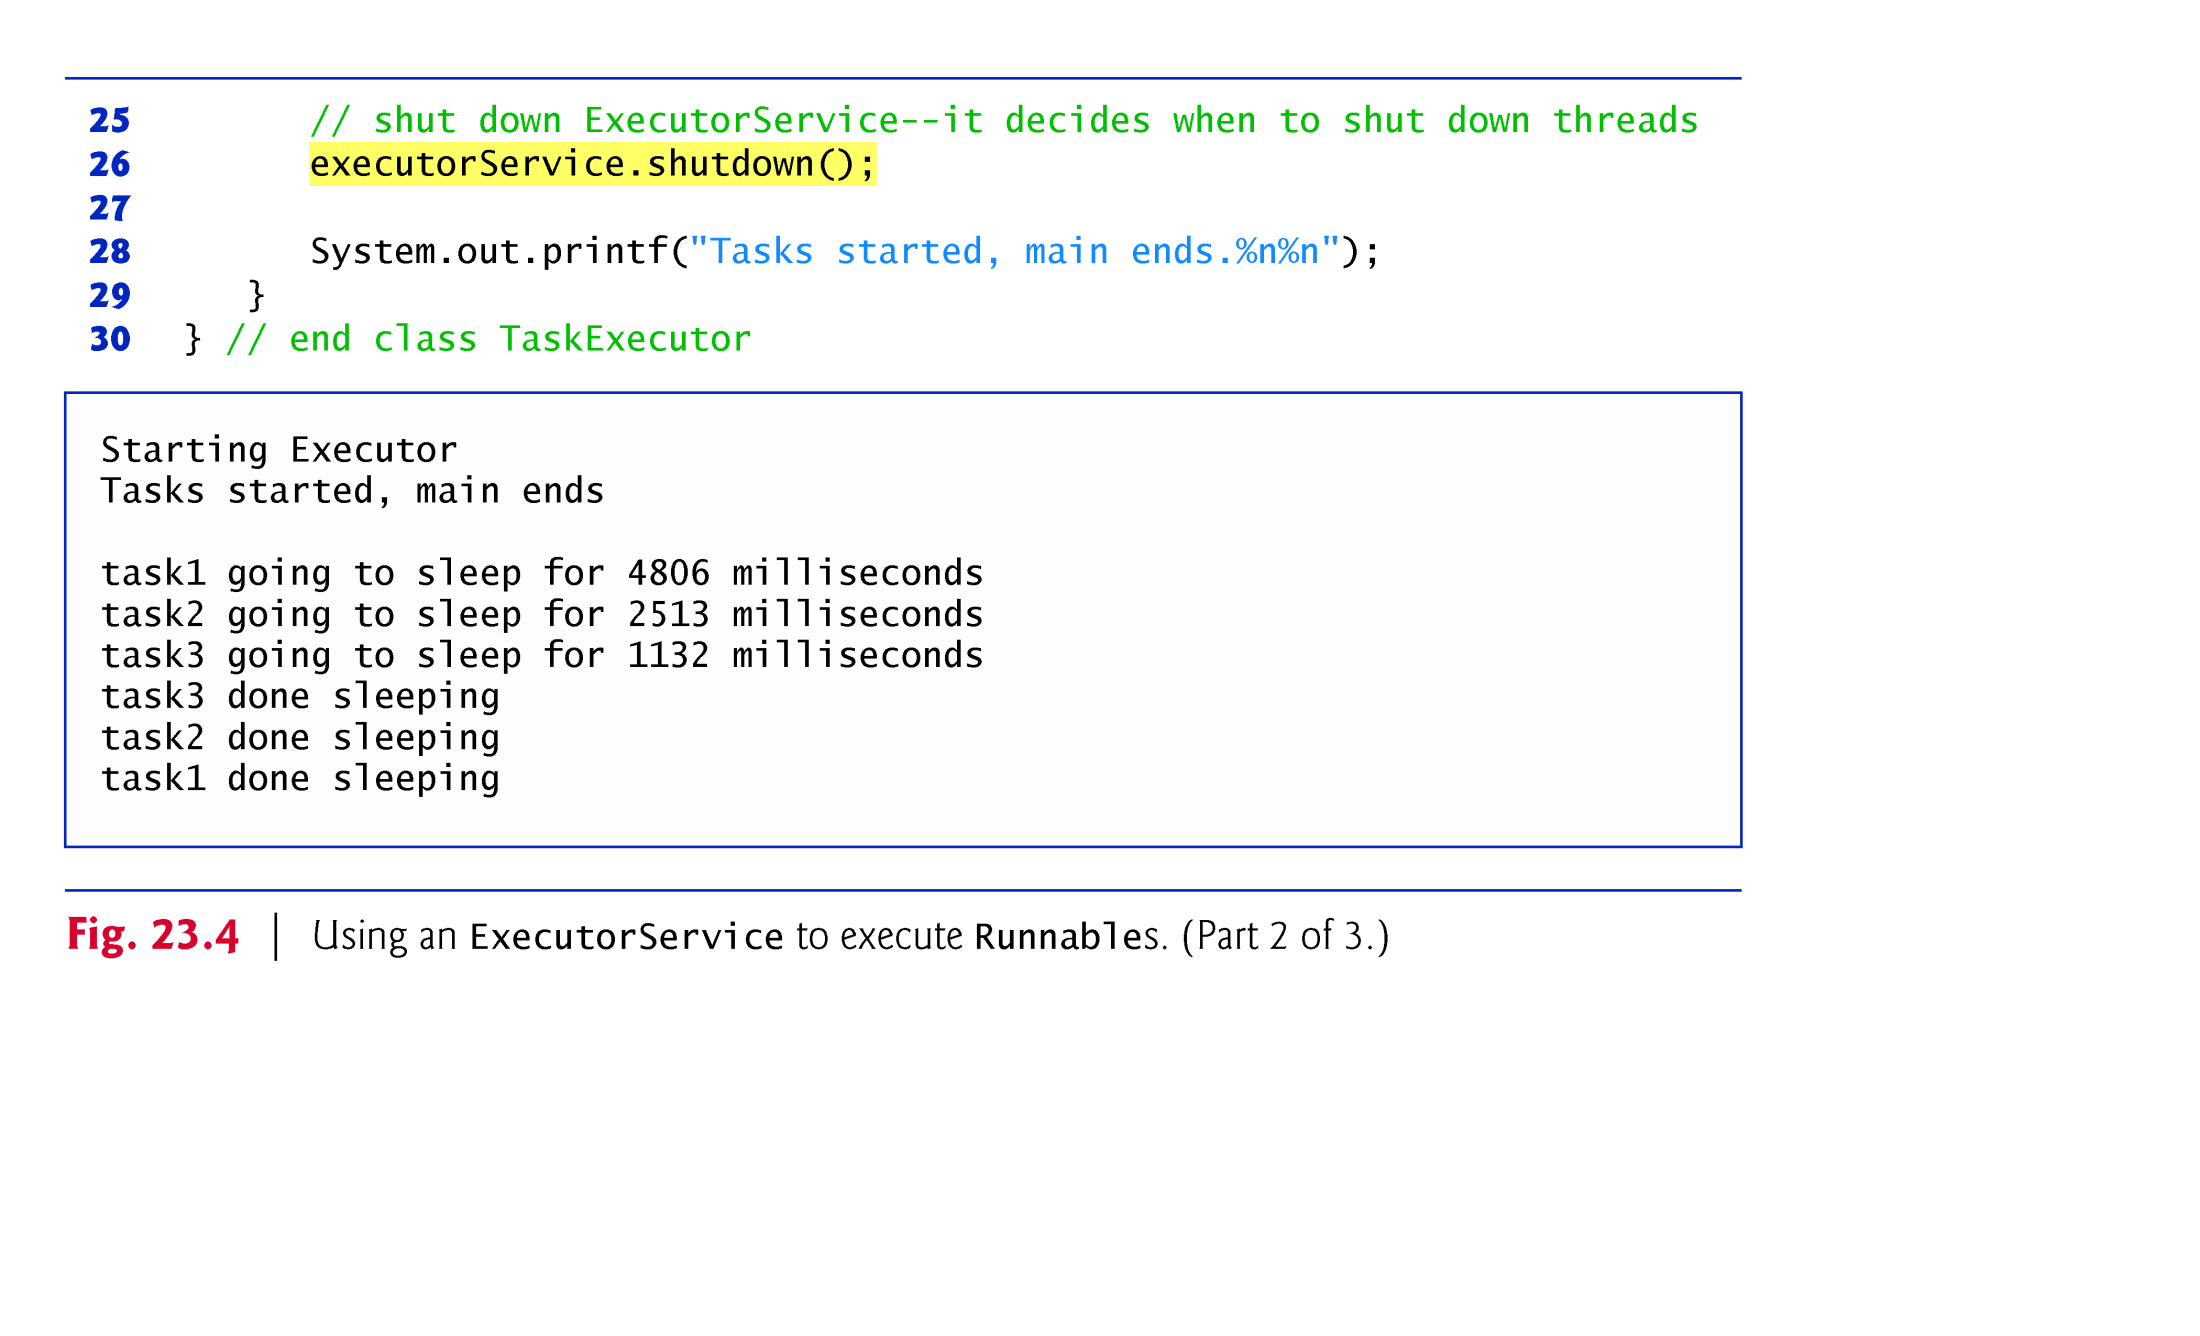 25 // shut down ExecutorService--it decides when to shut down threads
26 executorService.shutdown();
27
28 System.out.printf("Tasks started, main ends.%n%n");
29 }
30 } // end class TaskExecutor
Starting Executor
Tasks started, main ends
task1 going to sleep for 4806 milliseconds
task2 going to sleep for 2513 milliseconds
task3 going to sleep for 1132 milliseconds
task3 done sleeping
task2 done sleeping
task1 done sleeping
Fig. 23.4 | Using an ExecutorService to execute Runnables. (Part 2 of 3.)